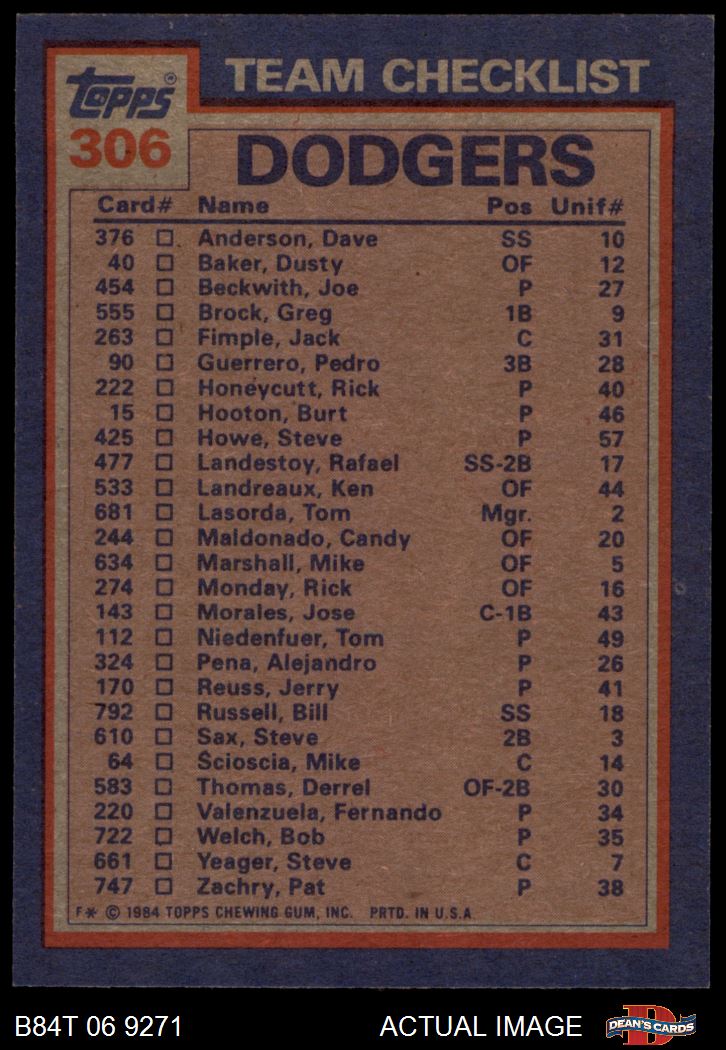 topps®
TEAM CHECKLIST
306
DODGERS
Card# Name Pos Unif#
376 Anderson, Dave SS 10
40 Baker, Dusty OF 12
454 Beckwith, Joe P 27
555 Brock, Greg 1B 9
263 Fimple, Jack C 31
90 Guerrero, Pedro 3B 28
222 Honeycutt, Rick P 40
15 Hooton, Burt P 46
425 Howe, Steve P 57
477 Landestoy, Rafael SS-2B 17
533 Landreaux, Ken OF 44
681 Lasorda, Tom Mgr. 2
244 Maldonado, Candy OF 20
634 Marshall, Mike OF 5
274 Monday, Rick OF 16
143 Morales, Jose C-1B 43
112 Niedenfuer, Tom P 49
324 Pena, Alejandro P 26
170 Reuss, Jerry P 41
792 Russell, Bill SS 18
610 Sax, Steve 2B 3
64 Scioscia, Mike C 14
583 Thomas, Derrel OF-2B 30
220 Valenzuela, Fernando P 34
722 Welch, Bob P 35
661 Yeager, Steve C 7
747 Zachry, Pat P 38
F* © 1984 TOPPS CHEWING GUM, INC. PRTD. IN U.S.A.
B84T 06 9271 ACTUAL IMAGE D DEAN'S CARDS